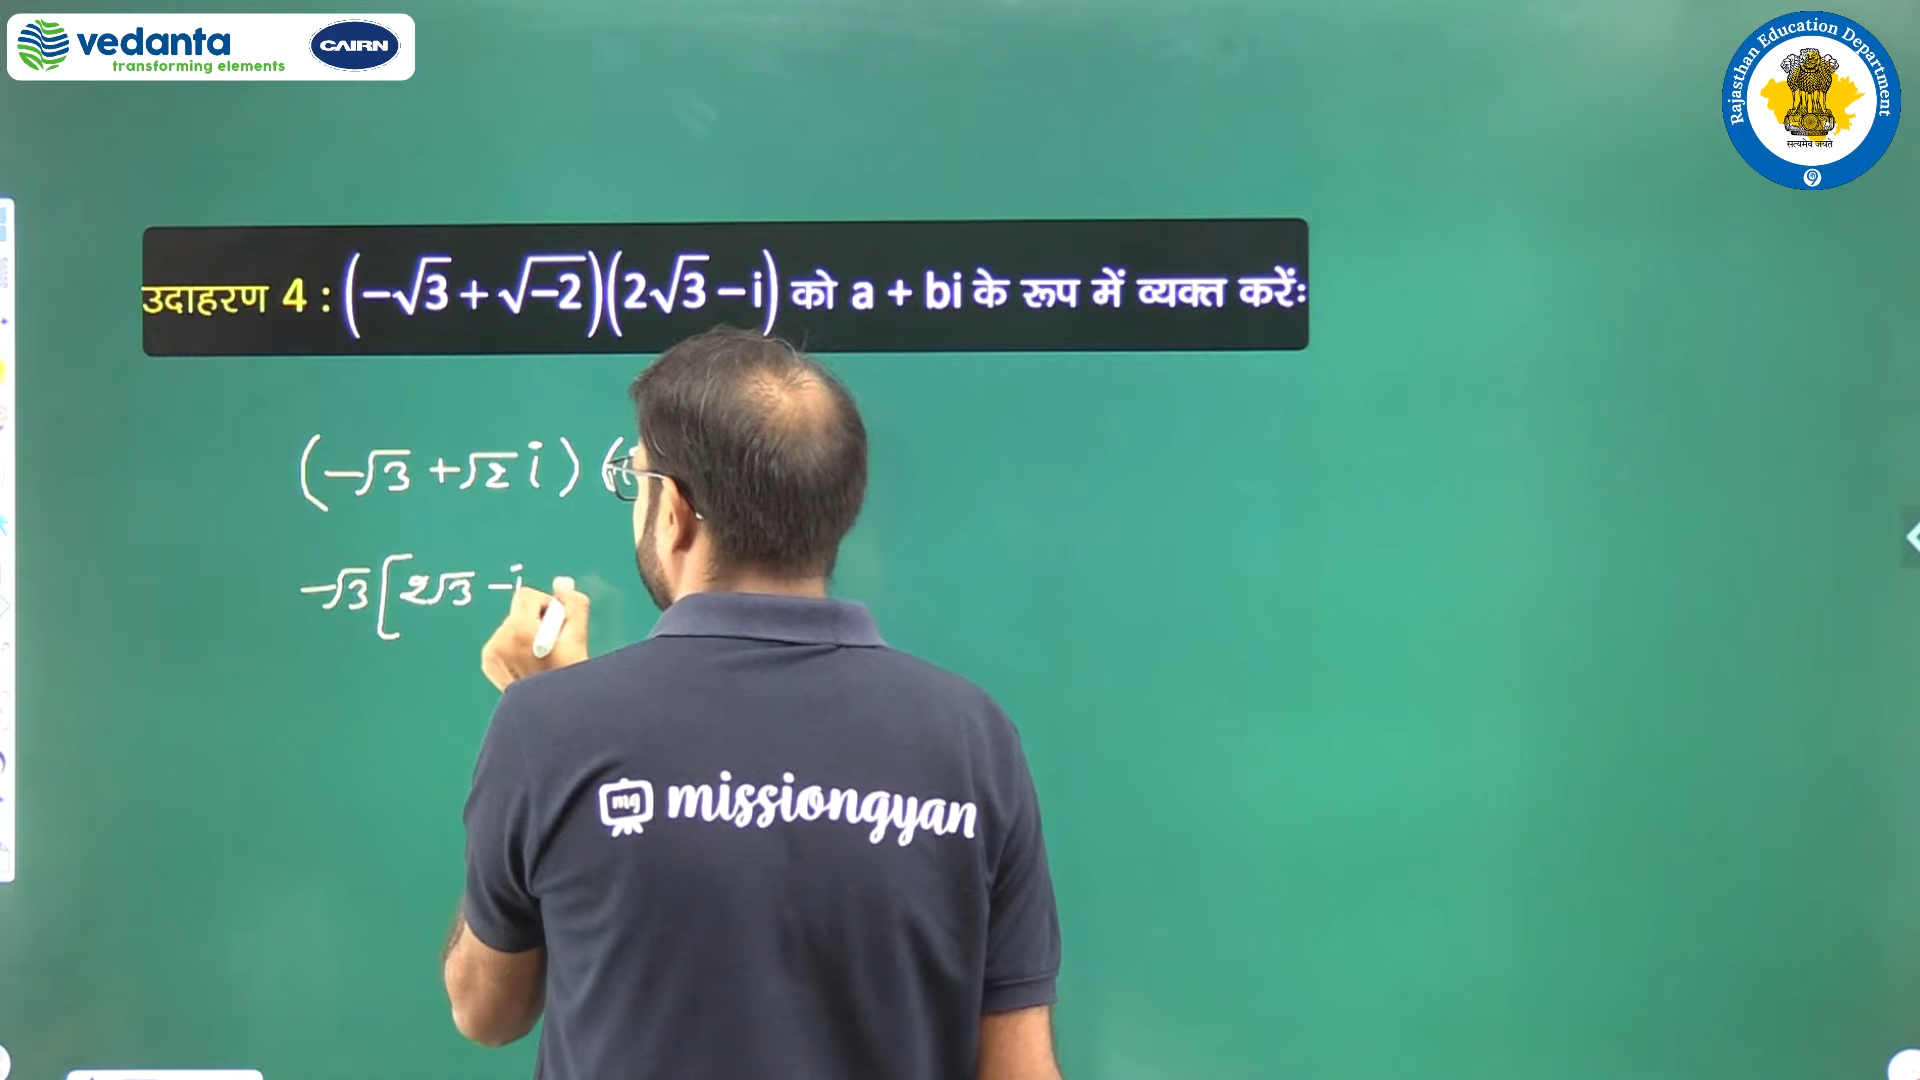 vedanta
transforming elements
CAIRN
Rajasthan Education Department
सत्यमेव जयते
उदाहरण 4 : (−√3 + √−2)(2√3 − i) को a + bi के रूप में व्यक्त करें:
(−√3 + √2 i) (
−√3 [2√3 − i
mg missiongyan